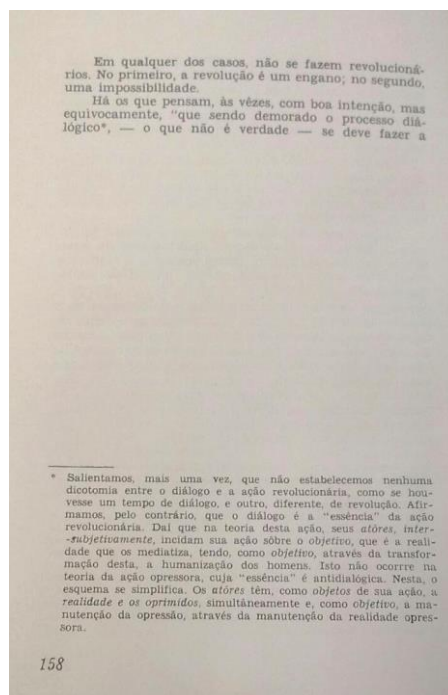 Em qualquer dos casos, não se fazem revolucioná-
rios. No primeiro, a revolução é um engano; no segundo,
uma impossibilidade.
Há os que pensam, às vêzes, com boa intenção, mas
equivocamente, "que sendo demorado o processo diá-
lógico*, — o que não é verdade — se deve fazer a
* Salientamos, mais uma vez, que não estabelecemos nenhuma
dicotomia entre o diálogo e a ação revolucionária, como se hou-
vesse um tempo de diálogo, e outro, diferente, de revolução. Afir-
mamos, pelo contrário, que o diálogo é a "essência" da ação
revolucionária. Daí que na teoria desta ação, seus atôres, inter-
-subjetivamente, incidam sua ação sôbre o objetivo, que é a reali-
dade que os mediatiza, tendo, como objetivo, através da transfor-
mação desta, a humanização dos homens. Isto não ocorrre na
teoria da ação opressora, cuja "essência" é antidialógica. Nesta, o
esquema se simplifica. Os atôres têm, como objetos de sua ação, a
realidade e os oprimidos, simultâneamente e, como objetivo, a ma-
nutenção da opressão, através da manutenção da realidade opres-
sora.
158